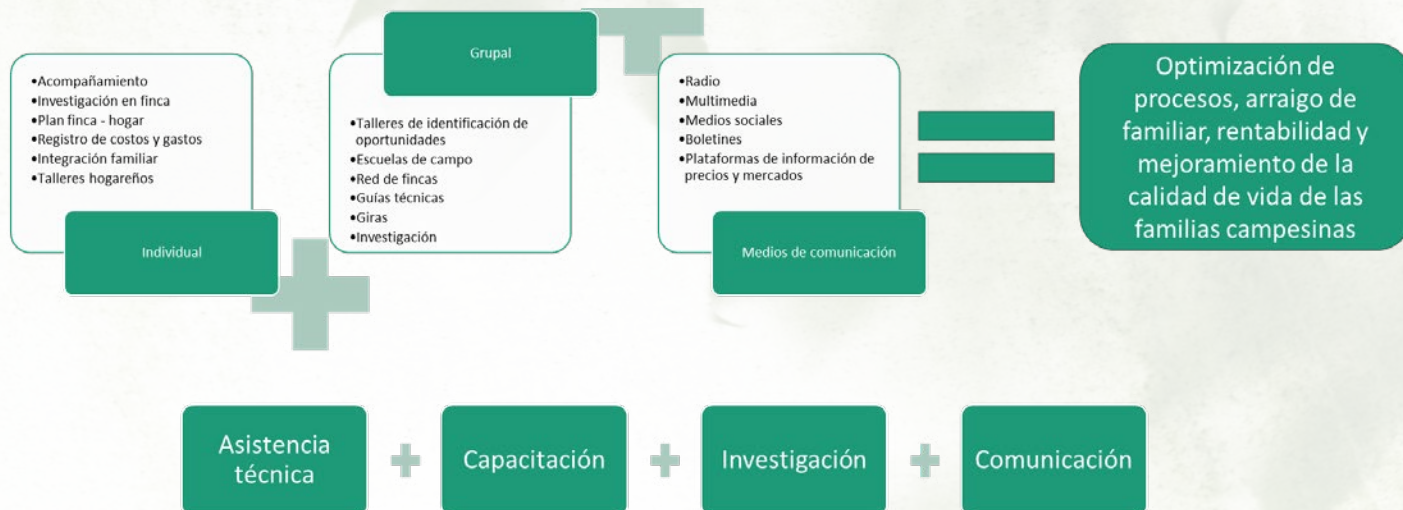 •Acompañamiento
•Investigación en finca
•Plan finca - hogar
•Registro de costos y gastos
•Integración familiar
•Talleres hogareños
Individual
Grupal
•Talleres de identificación de
oportunidades
•Escuelas de campo
•Red de fincas
•Guías técnicas
•Giras
•Investigación
•Radio
•Multimedia
•Medios sociales
•Boletines
•Plataformas de información de
precios y mercados
Medios de comunicación
Optimización de
procesos, arraigo de
familiar, rentabilidad y
mejoramiento de la
calidad de vida de las
familias campesinas
Asistencia
técnica
Capacitación
Investigación
Comunicación